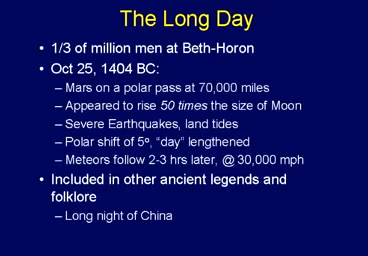 The Long Day
• 1/3 of million men at Beth-Horon
• Oct 25, 1404 BC:
– Mars on a polar pass at 70,000 miles
– Appeared to rise 50 times the size of Moon
– Severe Earthquakes, land tides
– Polar shift of 5º, “day” lengthened
– Meteors follow 2-3 hrs later, @ 30,000 mph
• Included in other ancient legends and
folklore
– Long night of China